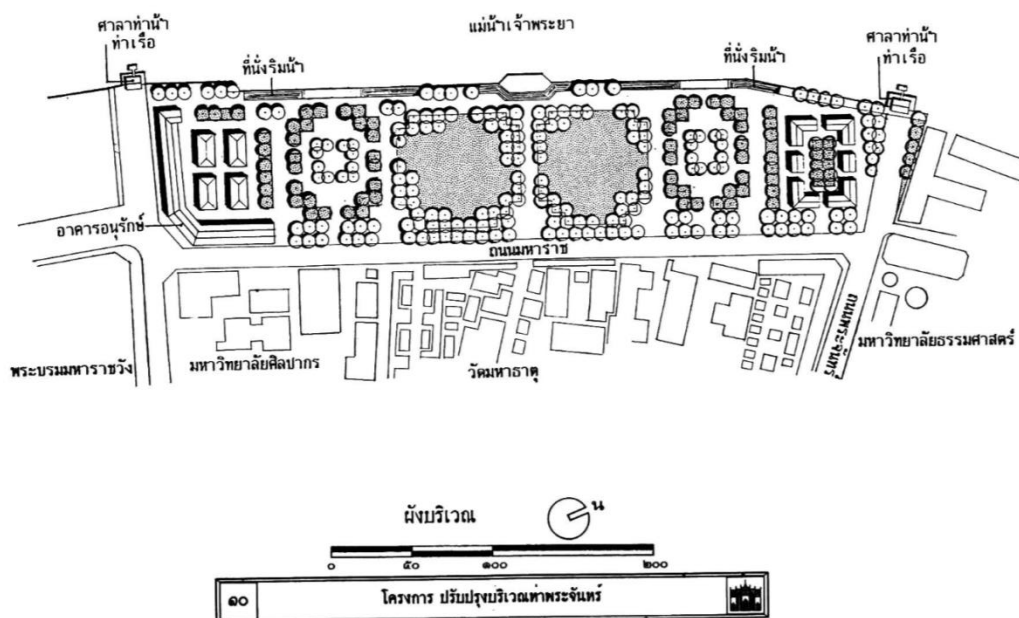 ศาลาท่าน้ำ
ท่าเรือ
แม่น้ำเจ้าพระยา
ศาลาท่าน้ำ
ท่าเรือ
ที่นั่งริมน้ำ
ที่นั่งริมน้ำ
อาคารอนุรักษ์
ถนนมหาราช
ถนนพระจันทร์
พระบรมมหาราชวัง
มหาวิทยาลัยศิลปากร
วัดมหาธาตุ
มหาวิทยาลัยธรรมศาสตร์
ผังบริเวณ
น
๐ ๕๐ ๑๐๐ ๒๐๐
๑๐
โครงการ ปรับปรุงบริเวณท่าพระจันทร์